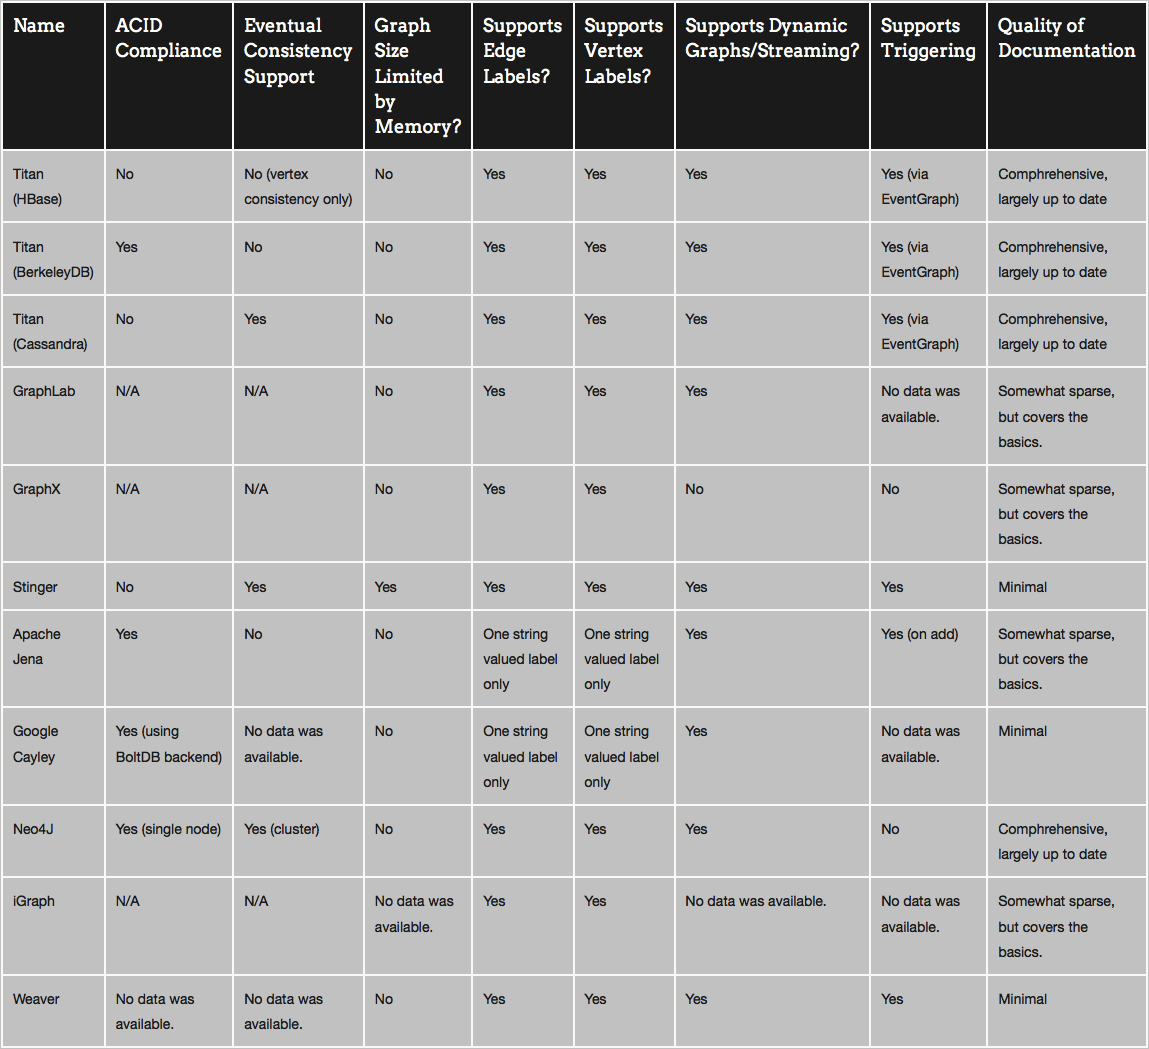 Name
ACID
Compliance
Eventual
Consistency
Support
Graph
Size
Limited
by
Memory?
Supports
Edge
Labels?
Supports
Vertex
Labels?
Supports Dynamic
Graphs/Streaming?
Supports
Triggering
Quality of
Documentation
Titan
(HBase)
No
No (vertex
consistency only)
No
Yes
Yes
Yes
Yes (via
EventGraph)
Comphrehensive,
largely up to date
Titan
(BerkeleyDB)
Yes
No
No
Yes
Yes
Yes
Yes (via
EventGraph)
Comphrehensive,
largely up to date
Titan
(Cassandra)
No
Yes
No
Yes
Yes
Yes
Yes (via
EventGraph)
Comphrehensive,
largely up to date
GraphLab
N/A
N/A
No
Yes
Yes
Yes
No data was
available.
Somewhat sparse,
but covers the
basics.
GraphX
N/A
N/A
No
Yes
Yes
No
No
Somewhat sparse,
but covers the
basics.
Stinger
No
Yes
Yes
Yes
Yes
Yes
Yes
Minimal
Apache
Jena
Yes
No
No
One string
valued label
only
One string
valued label
only
Yes
Yes (on add)
Somewhat sparse,
but covers the
basics.
Google
Cayley
Yes (using
BoltDB backend)
No data was
available.
No
One string
valued label
only
One string
valued label
only
Yes
No data was
available.
Minimal
Neo4J
Yes (single node)
Yes (cluster)
No
Yes
Yes
Yes
No
Comphrehensive,
largely up to date
iGraph
N/A
N/A
No data was
available.
Yes
Yes
No data was available.
No data was
available.
Somewhat sparse,
but covers the
basics.
Weaver
No data was
available.
No data was
available.
No
Yes
Yes
Yes
Yes
Minimal